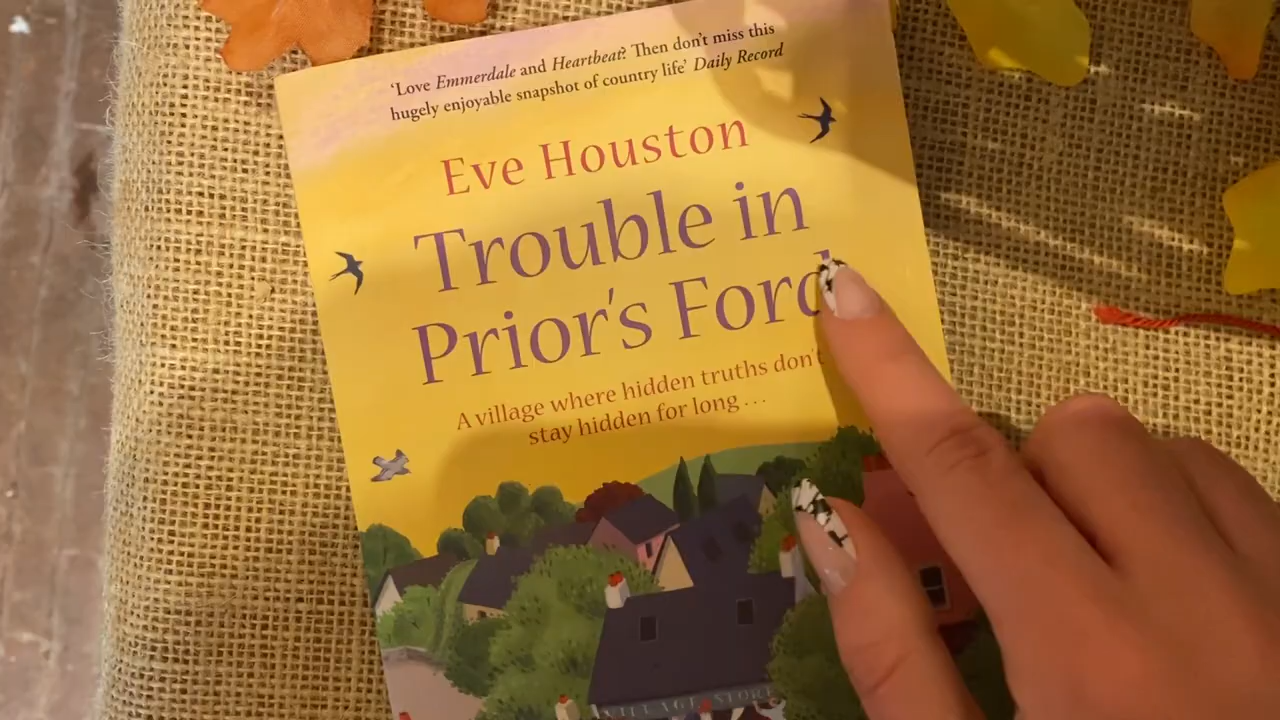 ‘Love Emmerdale and Heartbeat? Then don’t miss this
hugely enjoyable snapshot of country life’ Daily Record
Eve Houston
Trouble in
Prior’s Ford
A village where hidden truths don’t
stay hidden for long . . .
VILLAGE STORE